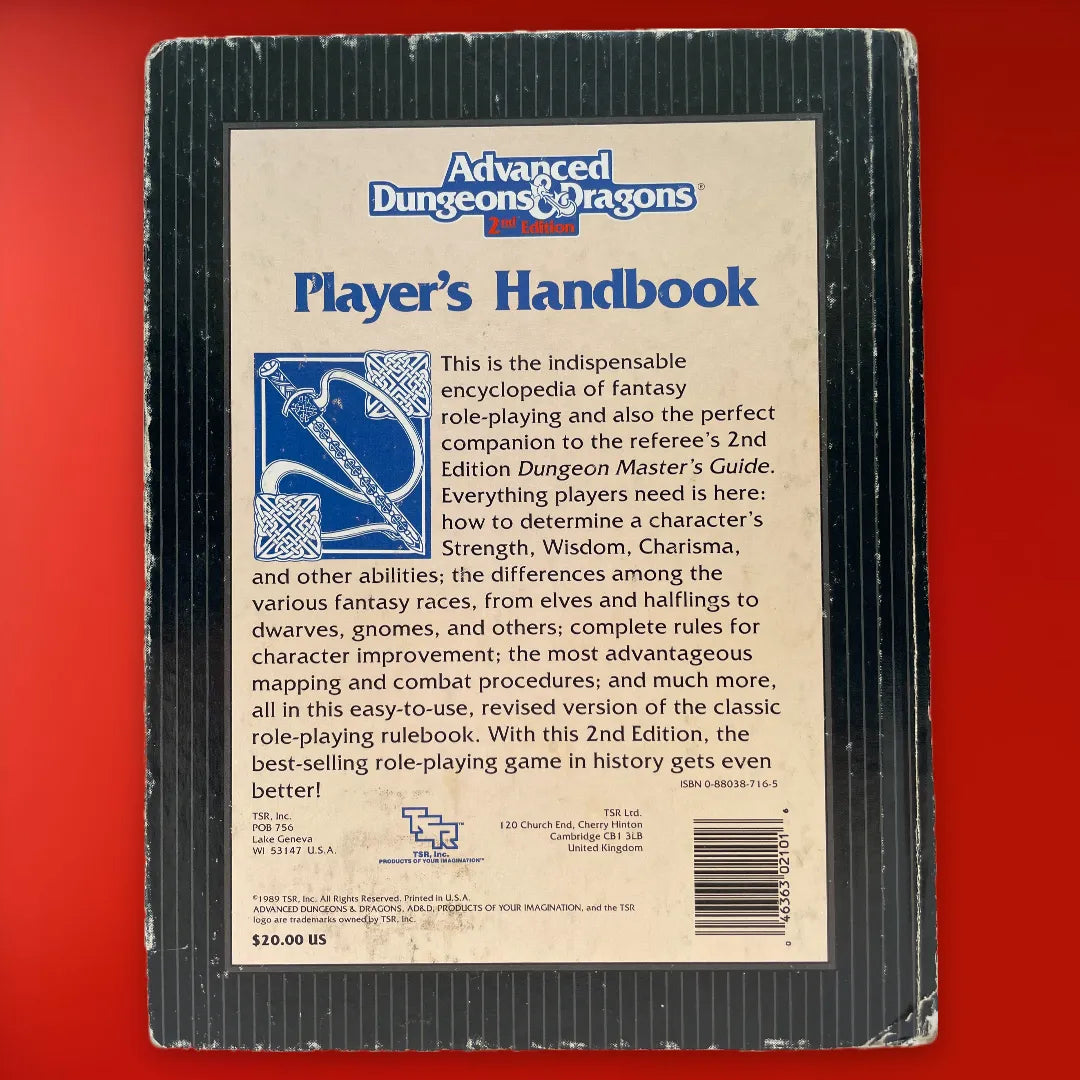 Advanced
Dungeons & Dragons®
2nd Edition
Player's Handbook
This is the indispensable
encyclopedia of fantasy
role-playing and also the perfect
companion to the referee's 2nd
Edition Dungeon Master's Guide.
Everything players need is here:
how to determine a character's
Strength, Wisdom, Charisma,
and other abilities; the differences among the
various fantasy races, from elves and halflings to
dwarves, gnomes, and others; complete rules for
character improvement; the most advantageous
mapping and combat procedures; and much more,
all in this easy-to-use, revised version of the classic
role-playing rulebook. With this 2nd Edition, the
best-selling role-playing game in history gets even
better!
ISBN 0-88038-716-5
TSR, Inc.
POB 756
Lake Geneva
WI 53147 U.S.A.
TSR™
TSR, Inc.
PRODUCTS OF YOUR IMAGINATION™
TSR Ltd.
120 Church End, Cherry Hinton
Cambridge CB1 3LB
United Kingdom
0 46363 02101 6
©1989 TSR, Inc. All Rights Reserved. Printed in U.S.A.
ADVANCED DUNGEONS & DRAGONS, AD&D, PRODUCTS OF YOUR IMAGINATION, and the TSR
logo are trademarks owned by TSR, Inc.
$20.00 US